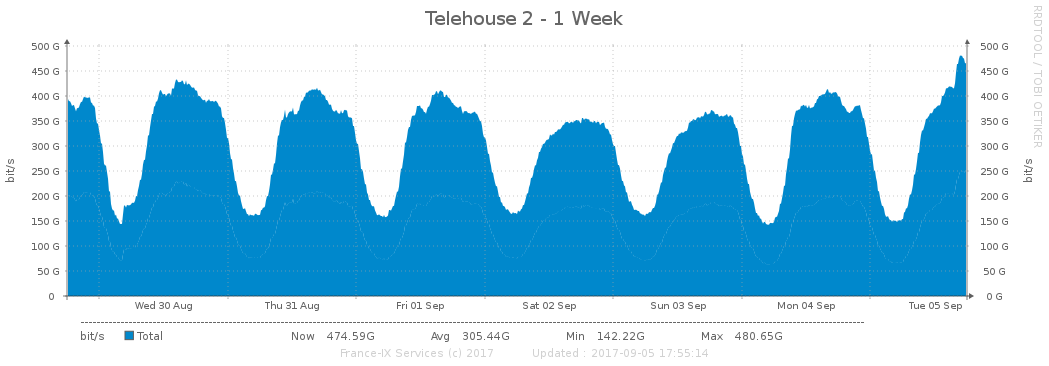 Telehouse 2 - 1 Week
RRDTOOL / TOBI OETIKER
bit/s
500 G
450 G
400 G
350 G
300 G
250 G
200 G
150 G
100 G
50 G
0
500 G
450 G
400 G
350 G
300 G
250 G
200 G
150 G
100 G
50 G
0 G
bit/s
Wed 30 Aug Thu 31 Aug Fri 01 Sep Sat 02 Sep Sun 03 Sep Mon 04 Sep Tue 05 Sep
bit/s Total Now 474.59G Avg 305.44G Min 142.22G Max 480.65G
France-IX Services (c) 2017 Updated : 2017-09-05 17:55:14